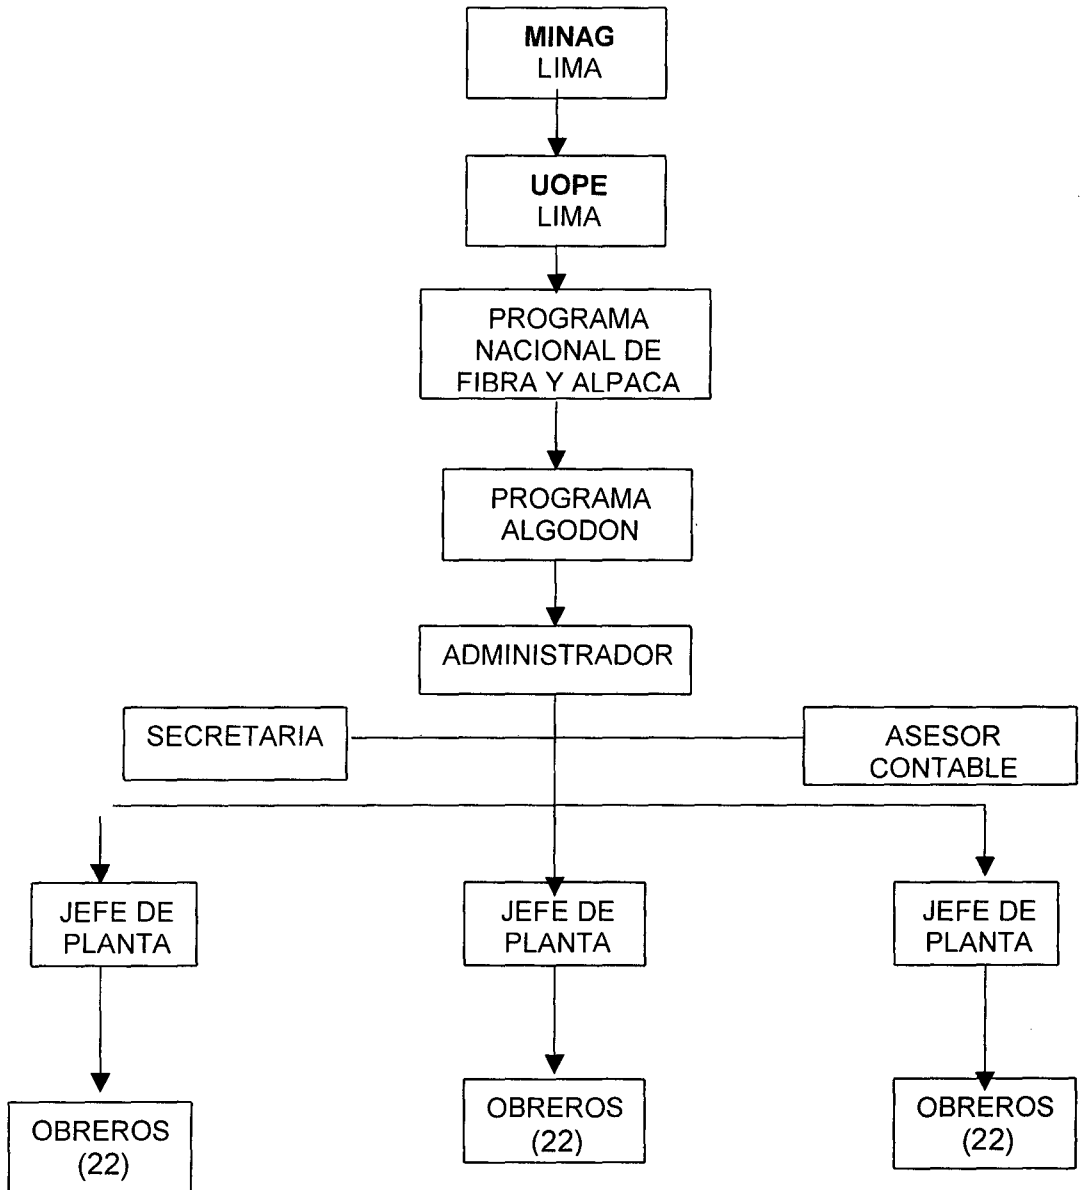 MINAG
LIMA
UOPE
LIMA
PROGRAMA
NACIONAL DE
FIBRA Y ALPACA
PROGRAMA
ALGODON
ADMINISTRADOR
SECRETARIA
ASESOR
CONTABLE
JEFE DE
PLANTA
JEFE DE
PLANTA
JEFE DE
PLANTA
OBREROS
(22)
OBREROS
(22)
OBREROS
(22)